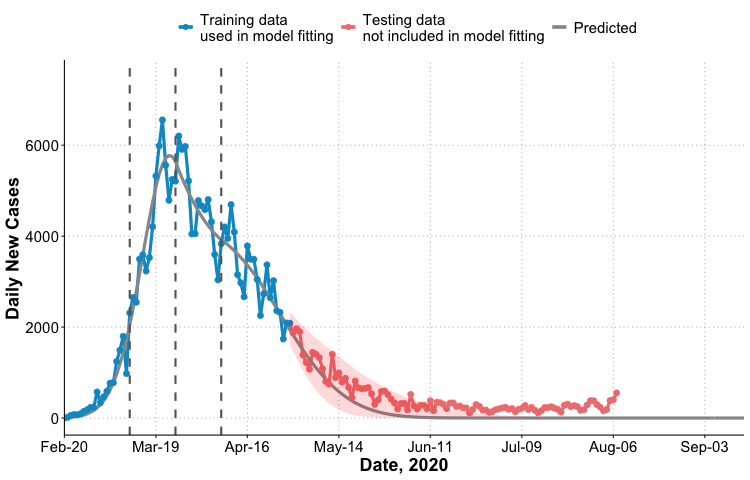 Training data
used in model fitting
Testing data
not included in model fitting
Predicted
Daily New Cases
6000
4000
2000
0
Feb-20 Mar-19 Apr-16 May-14 Jun-11 Jul-09 Aug-06 Sep-03
Date, 2020